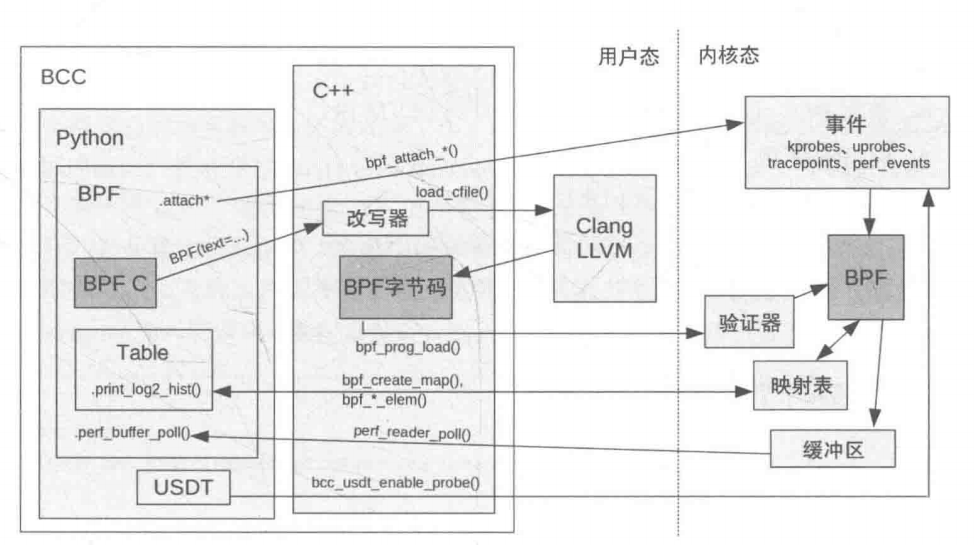 用户态
内核态
BCC
C++
Python
BPF
.attach*
bpf_attach_*()
事件
kprobes、uprobes、
tracepoints、perf_events
load_cfile()
改写器
Clang
LLVM
BPF(text=...)
BPF C
BPF字节码
BPF
验证器
bpf_prog_load()
Table
.print_log2_hist()
bpf_create_map(),
bpf_*_elem()
映射表
.perf_buffer_poll()
perf_reader_poll()
缓冲区
USDT
bcc_usdt_enable_probe()